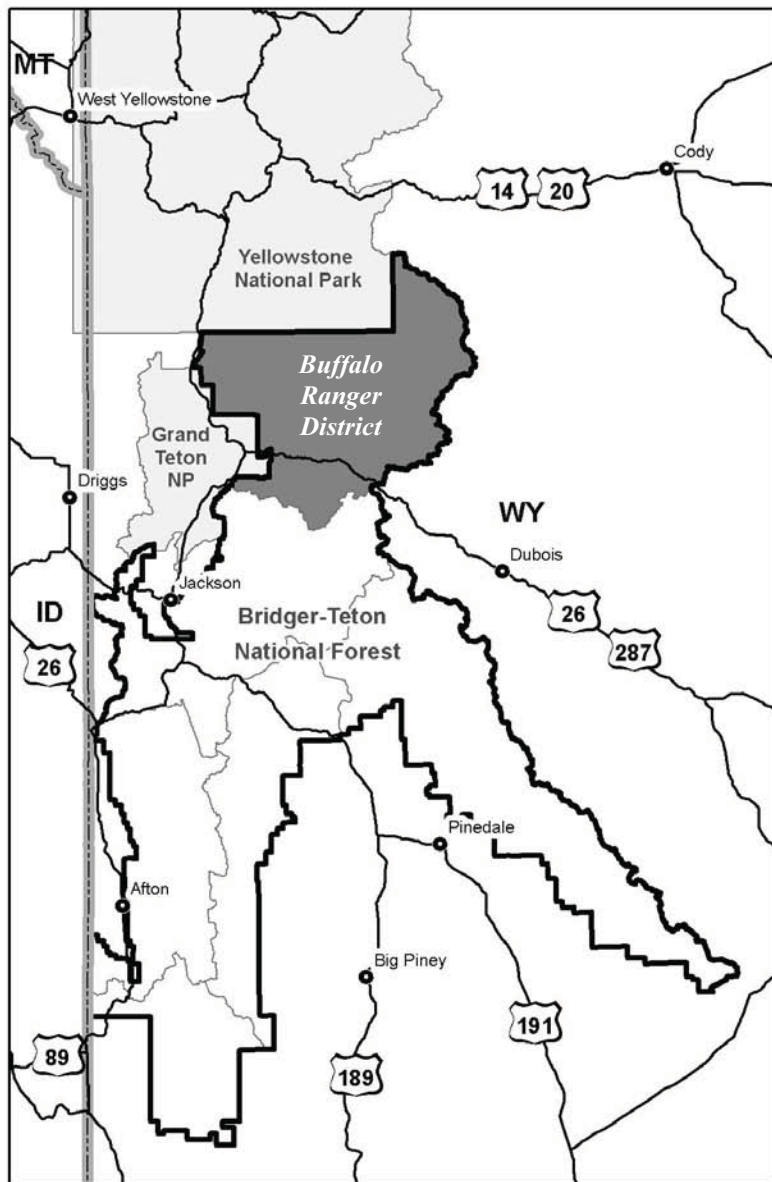 MT
West Yellowstone
Cody
14
20
Yellowstone
National Park
Buffalo
Ranger
District
Grand
Teton
NP
Driggs
WY
Dubois
Jackson
ID
Bridger-Teton
National Forest
26
26
287
Pinedale
Afton
Big Piney
191
89
189